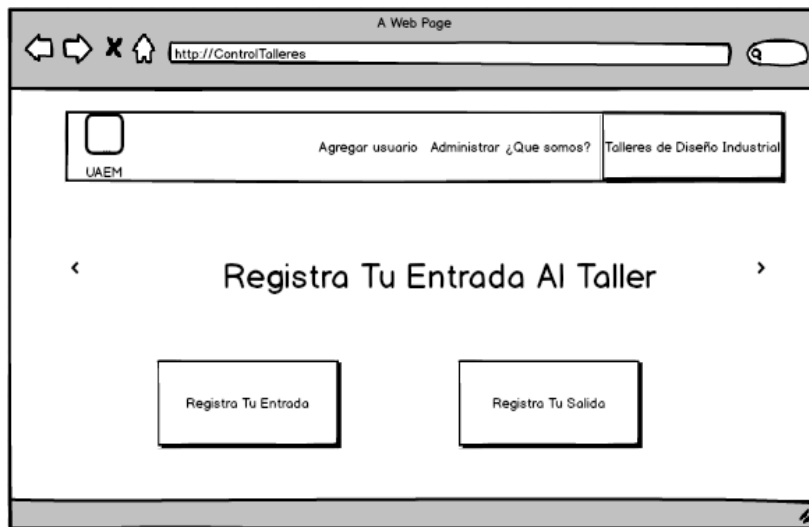 A Web Page
http://ControlTalleres
UAEM
Agregar usuario Administrar ¿Que somos? Talleres de Diseño Industrial
< Registra Tu Entrada Al Taller >
Registra Tu Entrada Registra Tu Salida